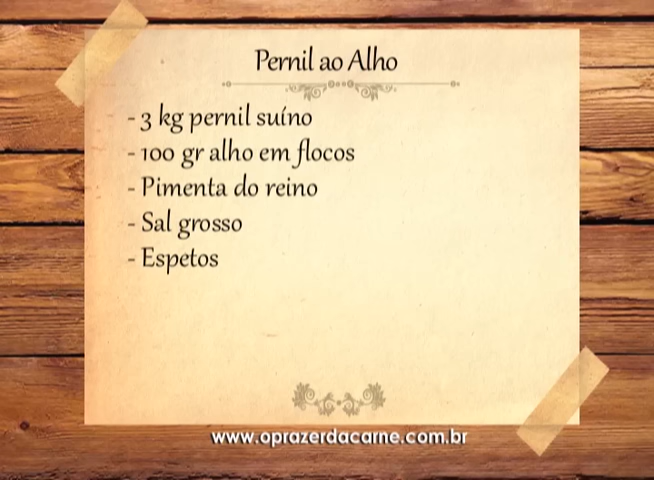 Pernil ao Alho
- 3 kg pernil suíno
- 100 gr alho em flocos
- Pimenta do reino
- Sal grosso
- Espetos
www.oprazerdacarne.com.br